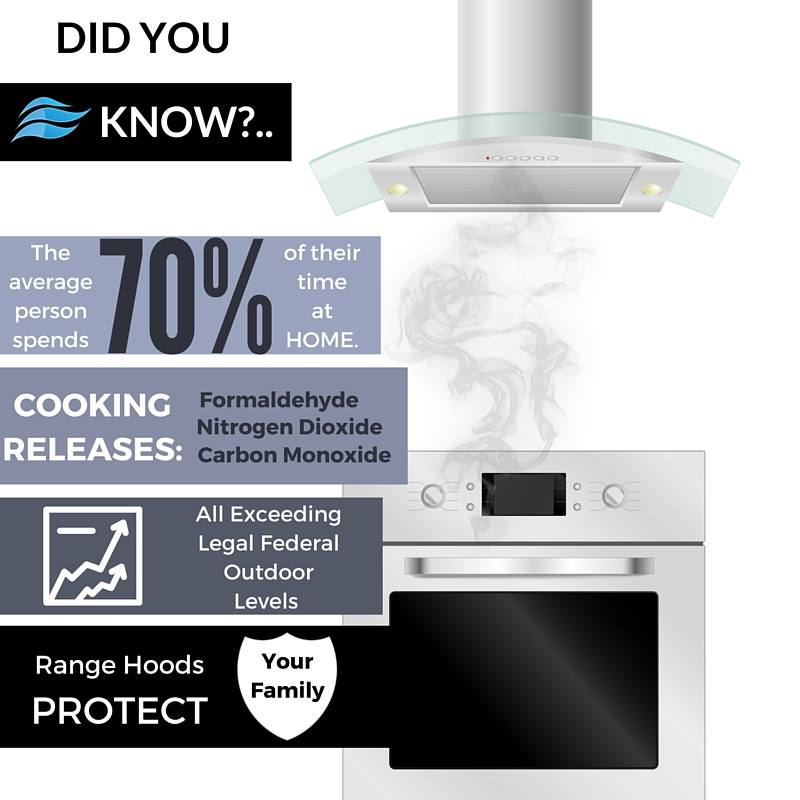 DID YOU
KNOW?..
The
average
person
spends
70%
of their
time
at
HOME.
COOKING
RELEASES:
Formaldehyde
Nitrogen Dioxide
Carbon Monoxide
All Exceeding
Legal Federal
Outdoor
Levels
Range Hoods
PROTECT
Your
Family